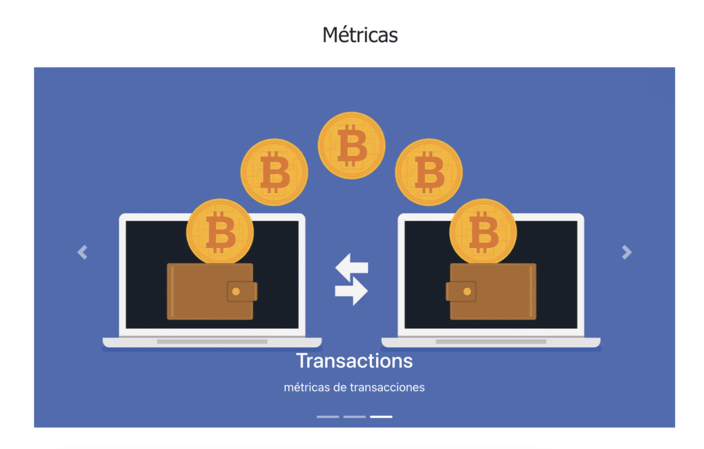 Métricas
Transactions
métricas de transacciones